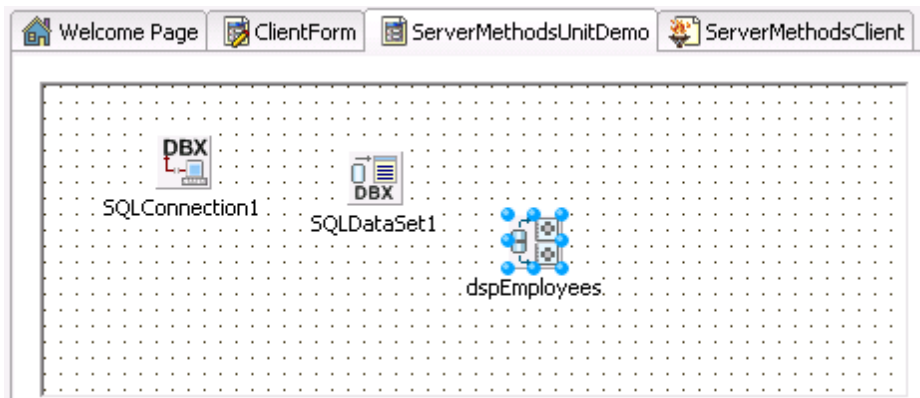 Welcome Page ClientForm ServerMethodsUnitDemo ServerMethodsClient
DBX
SQLConnection1
DBX
SQLDataSet1
dspEmployees